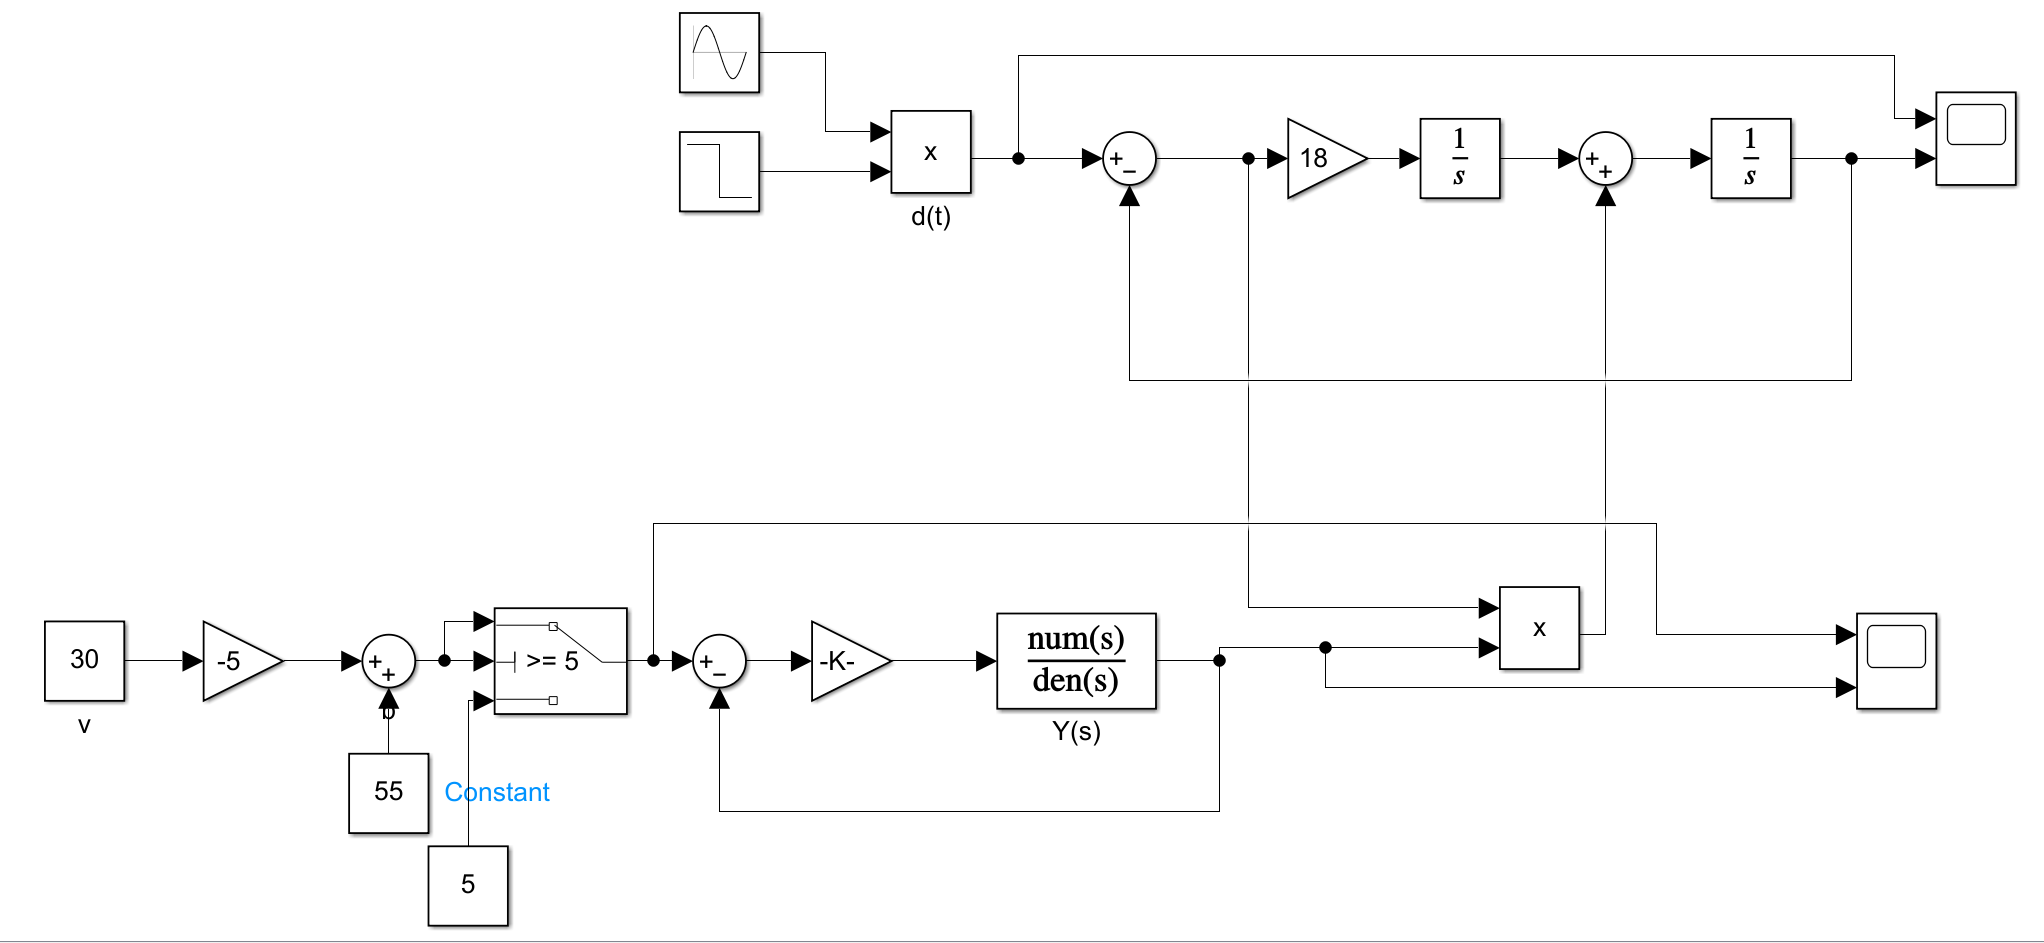 x
d(t)
+
−
18
1
s
+
+
1
s
30
v
-5
+
+
55
Constant
5
>= 5
+
−
-K-
num(s)
den(s)
Y(s)
x